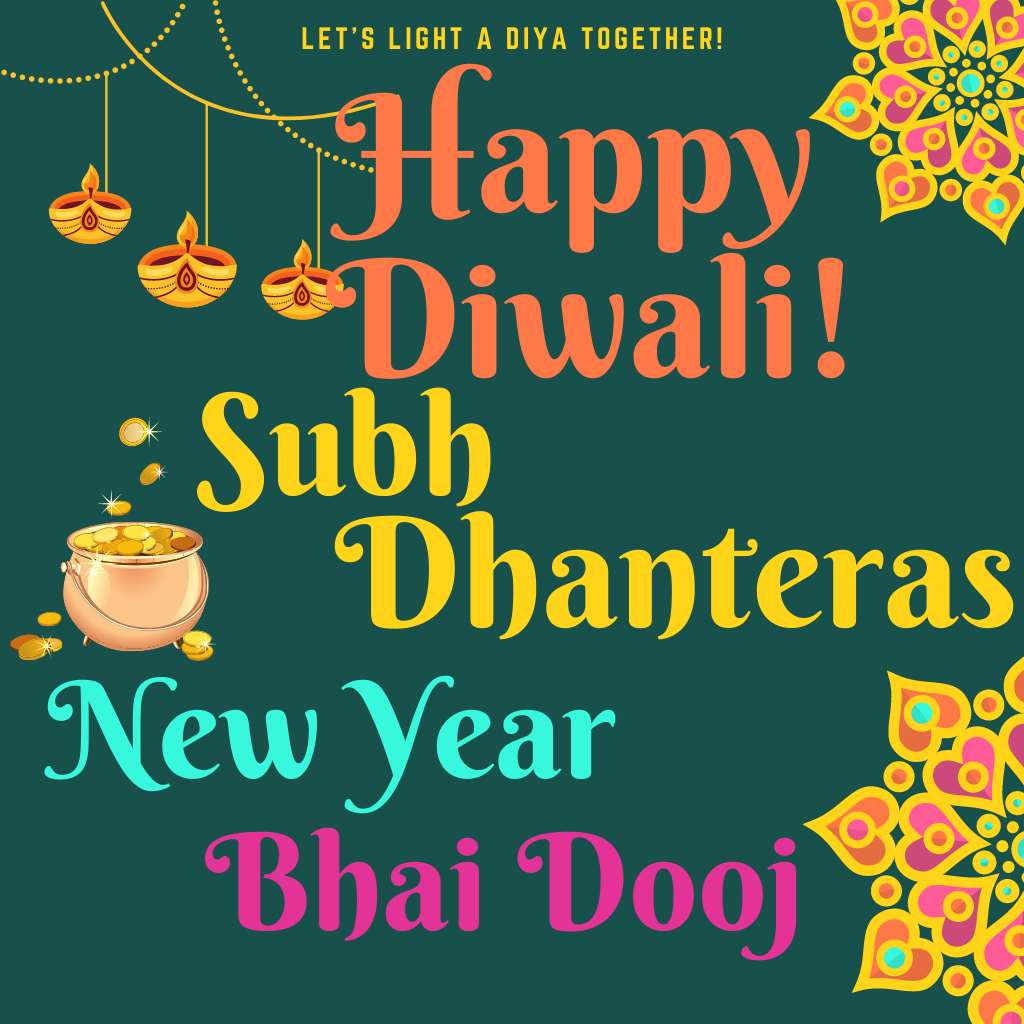 LET'S LIGHT A DIYA TOGETHER!
Happy
Diwali!
Subh
Dhanteras
New Year
Bhai Dooj